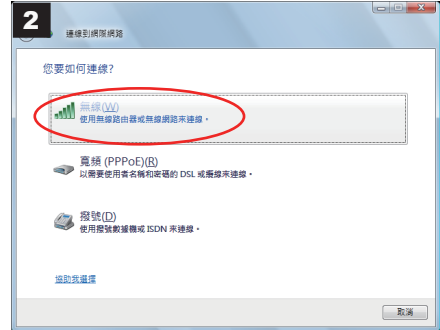 2
連線到網際網路
您要如何連線?
無線(W)
使用無線路由器或無線網路來連線。
寬頻 (PPPoE)(R)
以需要使用者名稱和密碼的 DSL 或纜線來連線。
撥號(D)
使用撥號數據機或 ISDN 來連線。
協助我選擇
取消